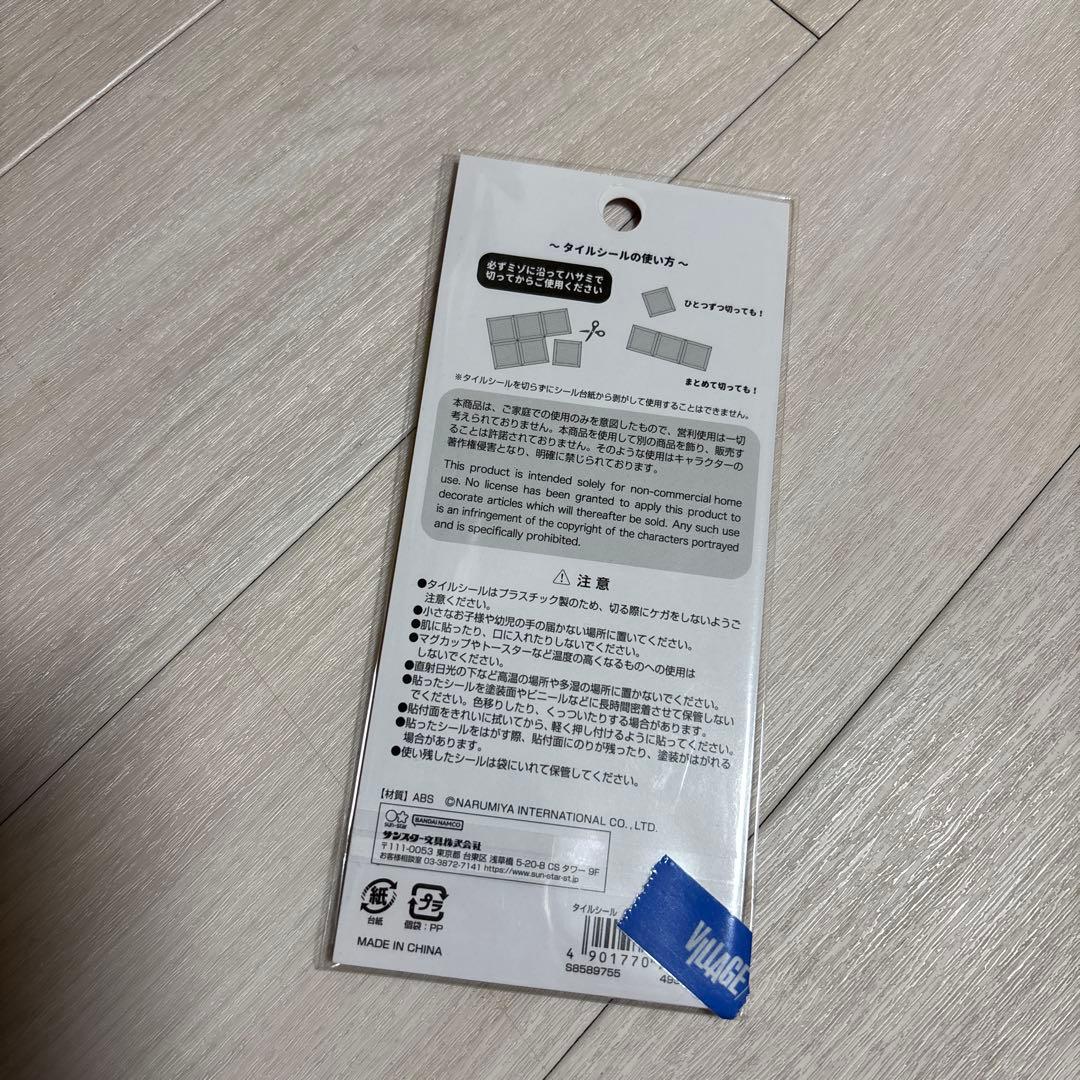 ～ タイルシールの使い方 ～
必ずミゾに沿ってハサミで
切ってからご使用ください
ひとつずつ切っても！
まとめて切っても！
※タイルシールを切らずにシール台紙から剥がして使用することはできません。
本商品は、ご家庭での使用のみを意図したもので、営利使用は一切
考えられておりません。本商品を使用して別の商品を飾り、販売す
ることは許諾されておりません。そのような使用はキャラクターの
著作権侵害となり、明確に禁じられております。
This product is intended solely for non-commercial home
use. No license has been granted to apply this product to
decorate articles which will thereafter be sold. Any such use
is an infringement of the copyright of the characters portrayed
and is specifically prohibited.
注意
●タイルシールはプラスチック製のため、切る際にケガをしないようご
注意ください。
●小さなお子様や幼児の手の届かない場所に置いてください。
●肌に貼ったり、口に入れたりしないでください。
●マグカップやトースターなど温度の高くなるものへの使用は
しないでください。
●直射日光の下など高温の場所や多湿の場所に置かないでください。
●貼ったシールを塗装面やビニールなどに長時間密着させて保管しない
でください。色移りしたり、くっついたりする場合があります。
●貼付面をきれいに拭いてから、軽く押し付けるように貼ってください。
●貼ったシールをはがす際、貼付面にのりが残ったり、塗装がはがれる
場合があります。
●使い残したシールは袋にいれて保管してください。
【材質】ABS ©NARUMIYA INTERNATIONAL CO., LTD.
sun-star BANDAI NAMCO
サンスター文具株式会社
〒111-0053 東京都 台東区 浅草橋 5-20-8 CS タワー 9F
お客様相談室 03-3872-7141 https://www.sun-star-st.jp
紙 プラ
台紙 個袋：PP
MADE IN CHINA
タイルシール
4 901770
S8589755
VILLAGE